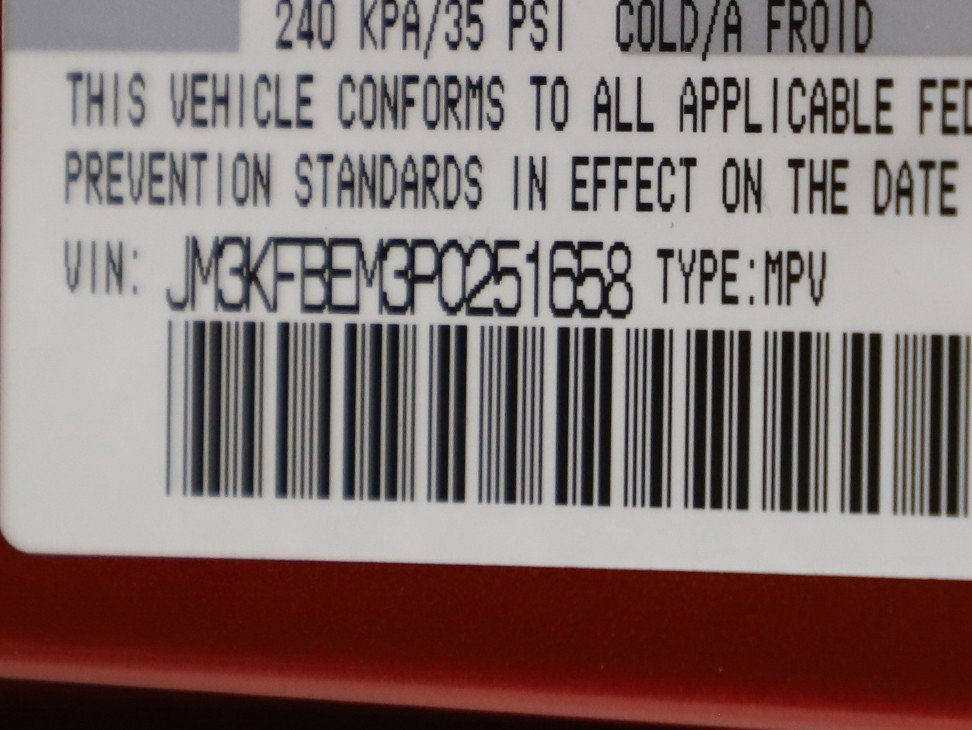 240 KPA/35 PSI COLD/A FROID
THIS VEHICLE CONFORMS TO ALL APPLICABLE FED
PREVENTION STANDARDS IN EFFECT ON THE DATE
VIN: JM3KFBEM3P0251658 TYPE:MPV